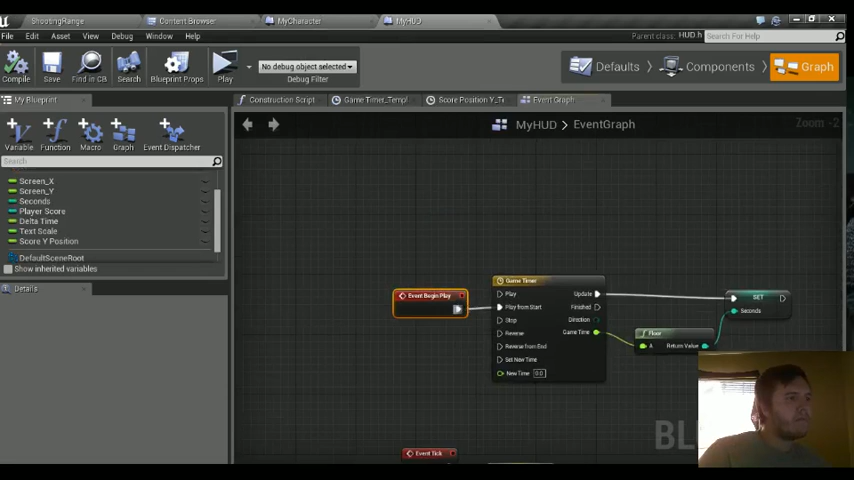 ShootingRange
Content Browser
MyCharacter
MyHUD
File Edit Asset View Debug Window Help
Parent class: HUD.h
Search For Help
Compile
Save
Find in CB
Search
Blueprint Props
Play
No debug object selected
Debug Filter
Defaults
Components
Graph
My Blueprint
Construction Script
Game Timer_Templ
Score Position Y_Te
Event Graph
Variable
Function
Macro
Graph
Event Dispatcher
MyHUD > EventGraph
Zoom -2
Search
Screen_X
Screen_Y
Seconds
Player Score
Delta Time
Text Scale
Score Y Position
DefaultSceneRoot
Show inherited variables
Details
Event Begin Play
Game Timer
Play
Update
Play from Start
Finished
Stop
Direction
Reverse
Game Time
Reverse from End
Set New Time
New Time 0.0
SET
Seconds
Floor
A
Return Value
Event Tick
BL